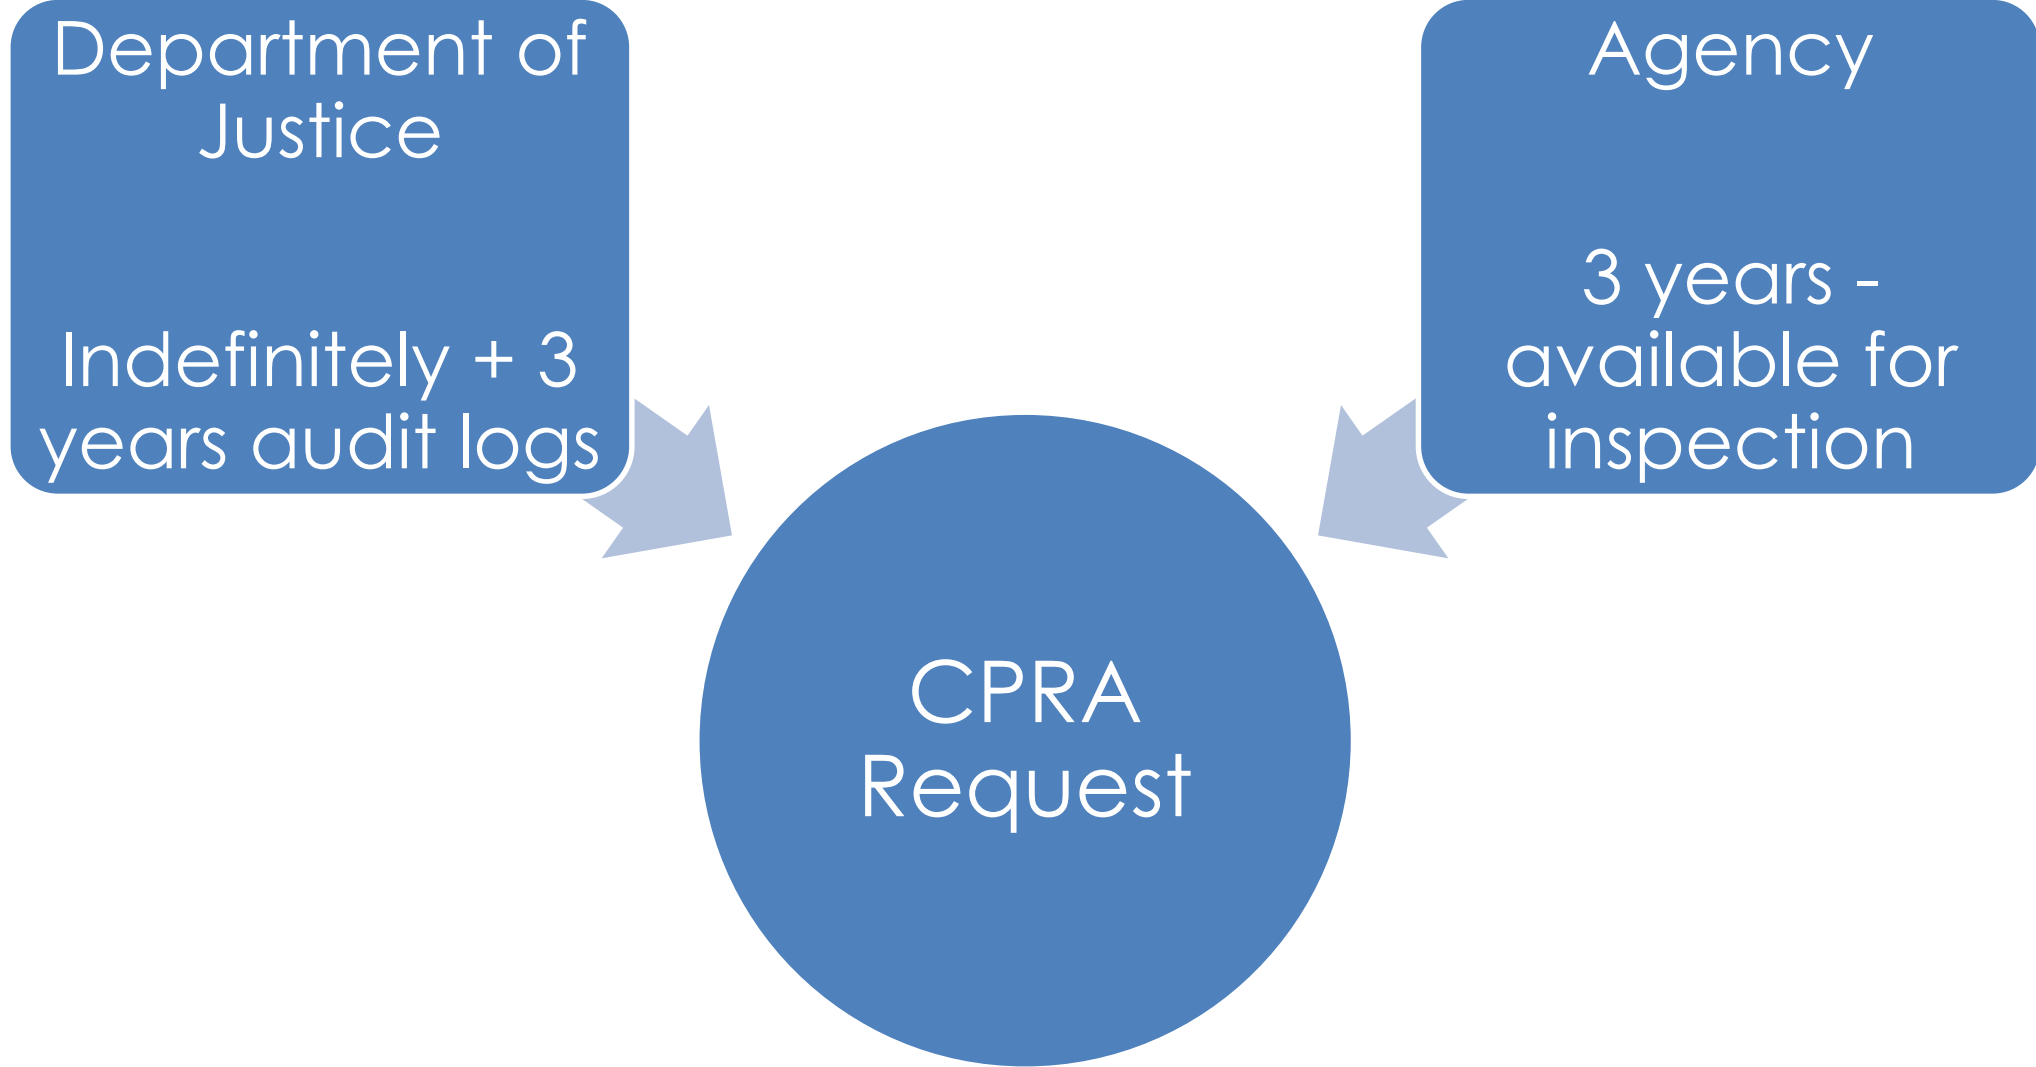 Department of
Justice
Indefinitely + 3
years audit logs
Agency
3 years -
available for
inspection
CPRA
Request